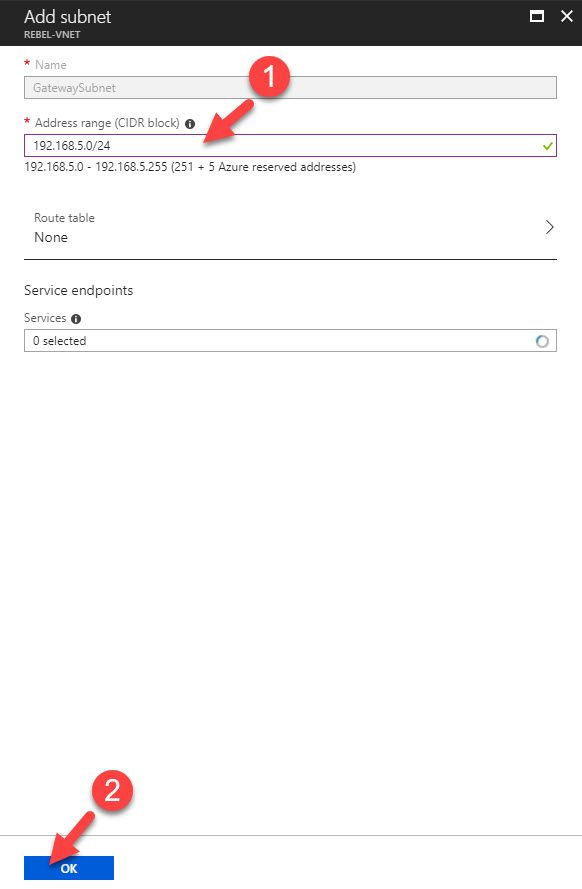 Add subnet
REBEL-VNET
* Name
GatewaySubnet
1
* Address range (CIDR block)
192.168.5.0/24
192.168.5.0 - 192.168.5.255 (251 + 5 Azure reserved addresses)
Route table
None
Service endpoints
Services
0 selected
2
OK